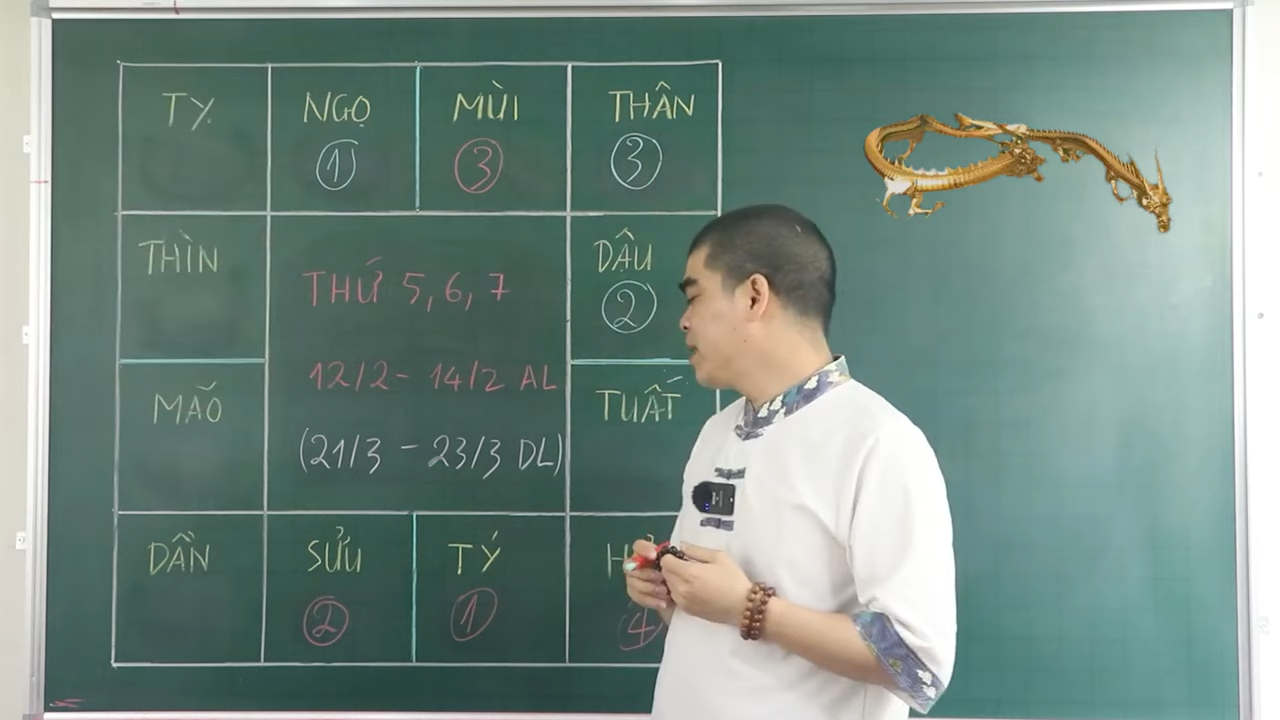 TỴ
NGỌ
①
MÙI
③
THÂN
③
THÌN
DẬU
②
THỨ 5, 6, 7
12/2 - 14/2 AL
(21/3 - 23/3 DL)
MÃO
TUẤT
DẦN
SỬU
②
TÝ
①
④